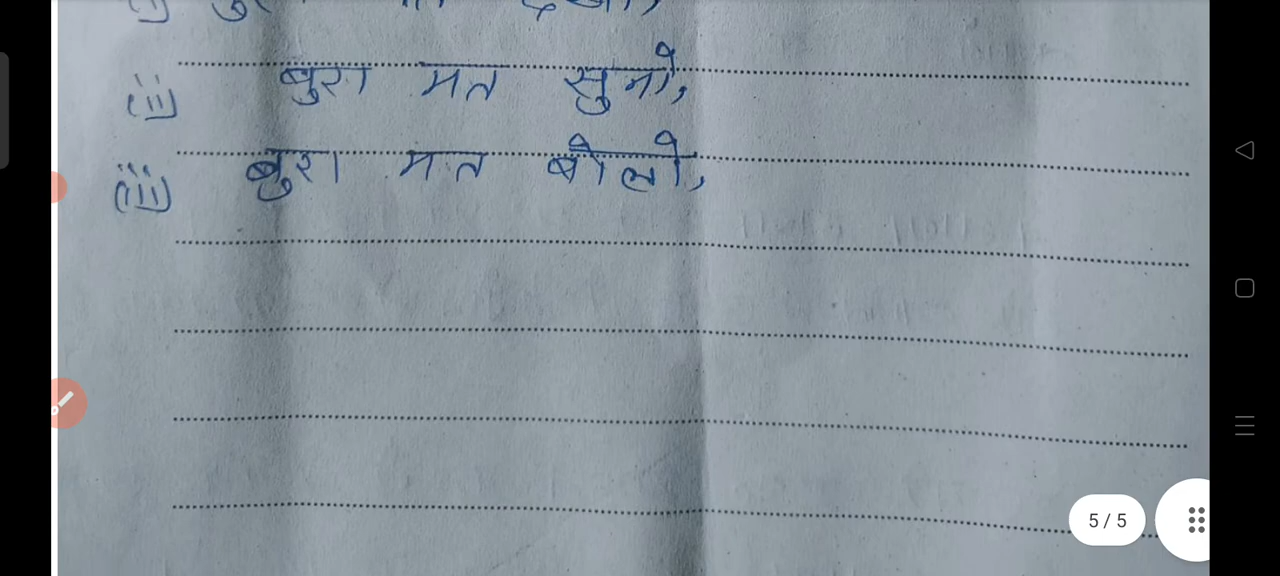 (ii) बुरा मत सुनो,
(iii) बुरा मत बोलो,
5 / 5